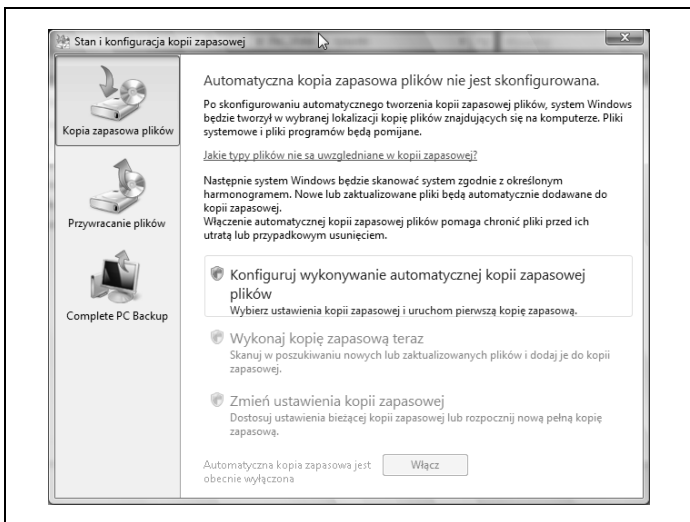 Stan i konfiguracja kopii zapasowej
Kopia zapasowa plików
Przywracanie plików
Complete PC Backup
Automatyczna kopia zapasowa plików nie jest skonfigurowana.
Po skonfigurowaniu automatycznego tworzenia kopii zapasowej plików, system Windows
będzie tworzył w wybranej lokalizacji kopię plików znajdujących się na komputerze. Pliki
systemowe i pliki programów będą pomijane.
Jakie typy plików nie są uwzględniane w kopii zapasowej?
Następnie system Windows będzie skanować system zgodnie z określonym
harmonogramem. Nowe lub zaktualizowane pliki będą automatycznie dodawane do
kopii zapasowej.
Włączenie automatycznej kopii zapasowej plików pomaga chronić pliki przed ich
utratą lub przypadkowym usunięciem.
Konfiguruj wykonywanie automatycznej kopii zapasowej
plików
Wybierz ustawienia kopii zapasowej i uruchom pierwszą kopię zapasową.
Wykonaj kopię zapasową teraz
Skanuj w poszukiwaniu nowych lub zaktualizowanych plików i dodaj je do kopii
zapasowej.
Zmień ustawienia kopii zapasowej
Dostosuj ustawienia bieżącej kopii zapasowej lub rozpocznij nową pełną kopię
zapasową.
Automatyczna kopia zapasowa jest
obecnie wyłączona
Włącz